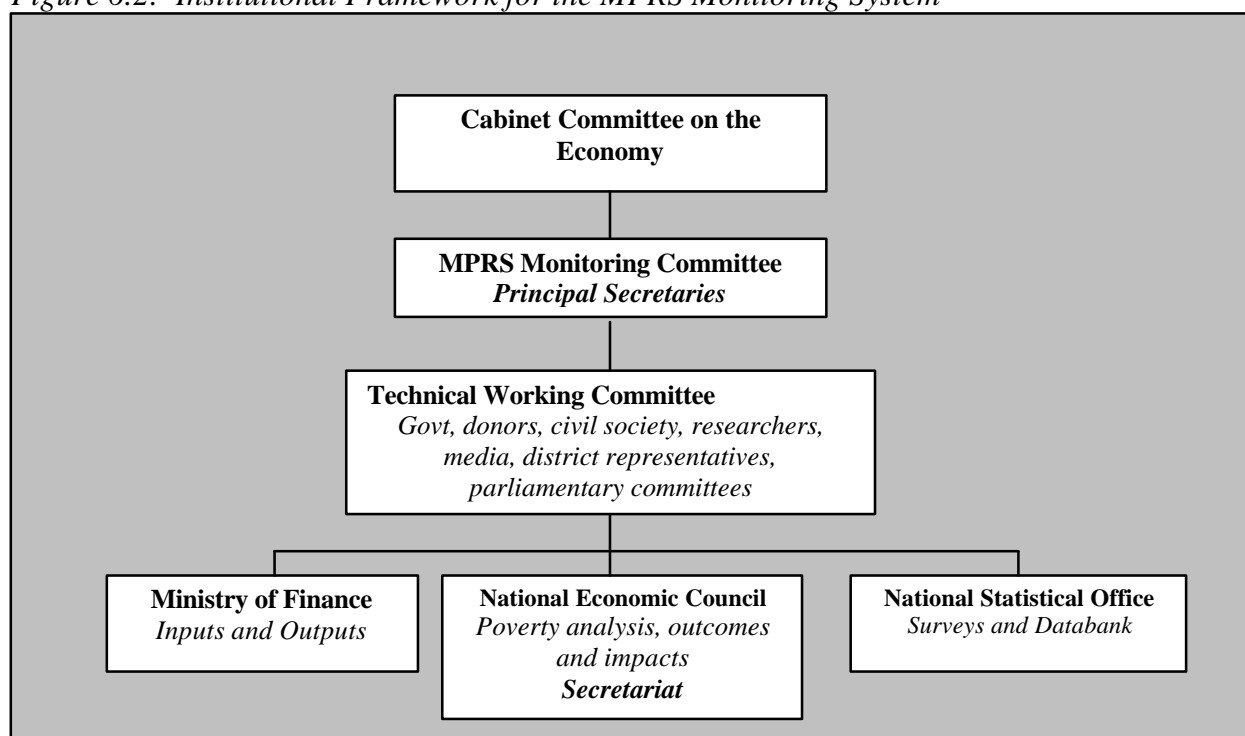 Figure 6.2: Institutional Framework for the MPRS Monitoring System
Cabinet Committee on the
Economy
MPRS Monitoring Committee
Principal Secretaries
Technical Working Committee
Govt, donors, civil society, researchers,
media, district representatives,
parliamentary committees
Ministry of Finance
Inputs and Outputs
National Economic Council
Poverty analysis, outcomes
and impacts
Secretariat
National Statistical Office
Surveys and Databank